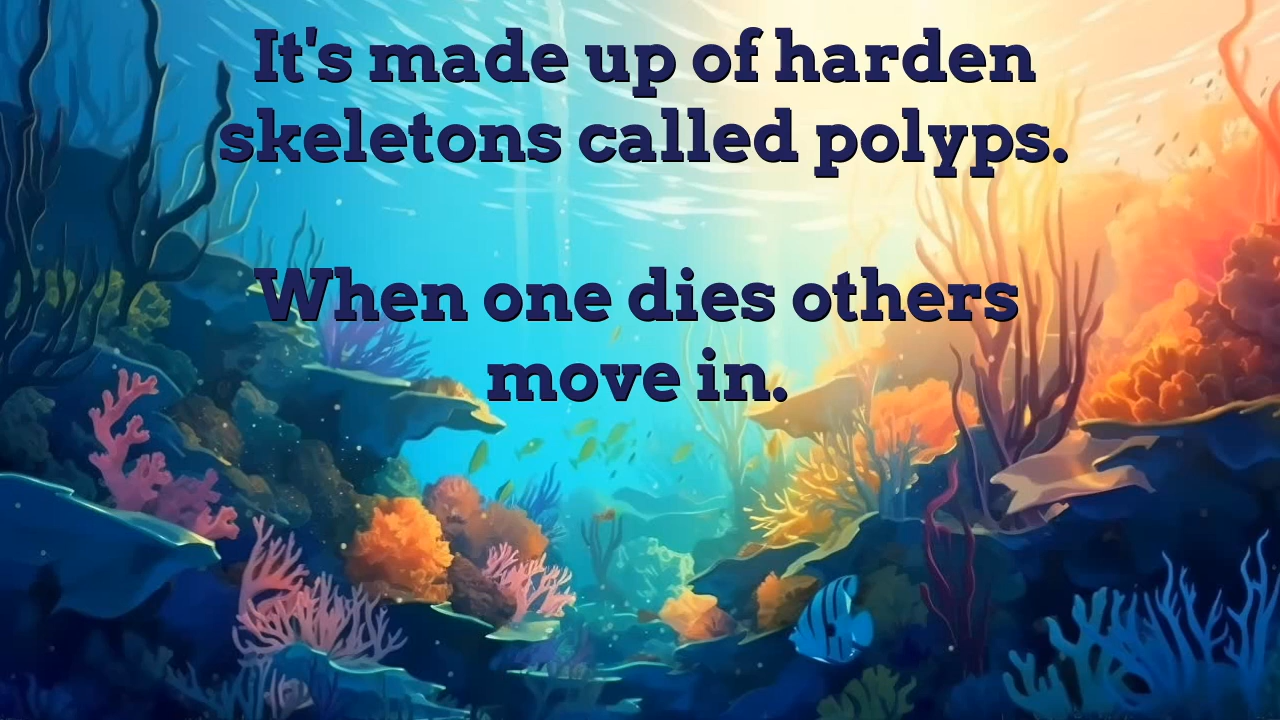 It's made up of harden
skeletons called polyps.
When one dies others
move in.